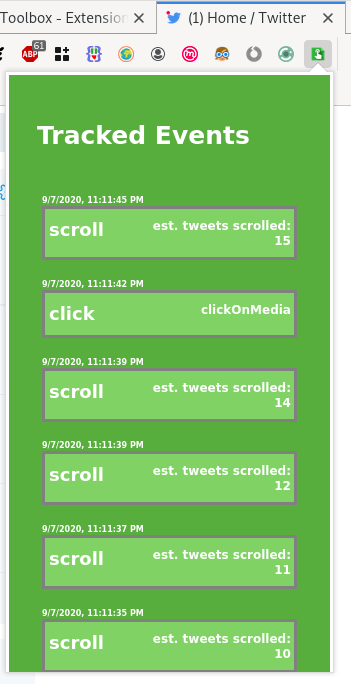 Toolbox - Extension
(1) Home / Twitter
ABP
61
Tracked Events
9/7/2020, 11:11:45 PM
scroll
est. tweets scrolled:
15
9/7/2020, 11:11:42 PM
click
clickOnMedia
9/7/2020, 11:11:39 PM
scroll
est. tweets scrolled:
14
9/7/2020, 11:11:39 PM
scroll
est. tweets scrolled:
12
9/7/2020, 11:11:37 PM
scroll
est. tweets scrolled:
11
9/7/2020, 11:11:35 PM
scroll
est. tweets scrolled:
10